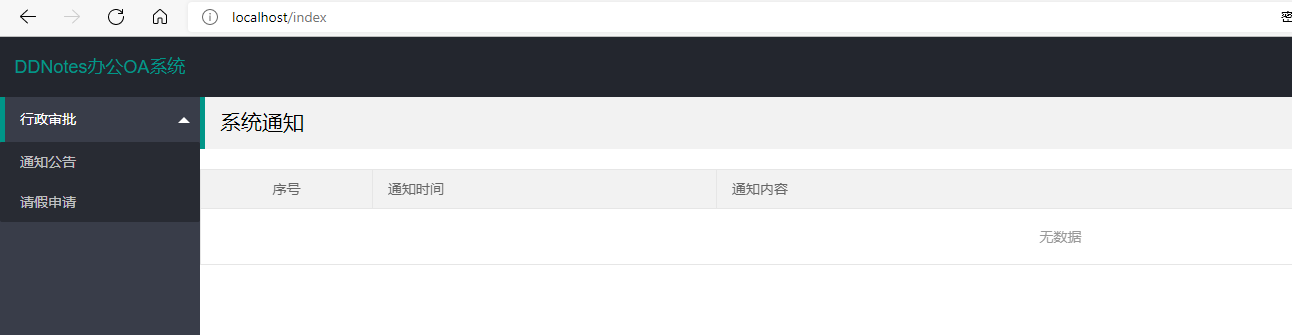 localhost/index
密
DDNotes办公OA系统
行政审批
系统通知
通知公告
请假申请
序号 通知时间 通知内容
无数据